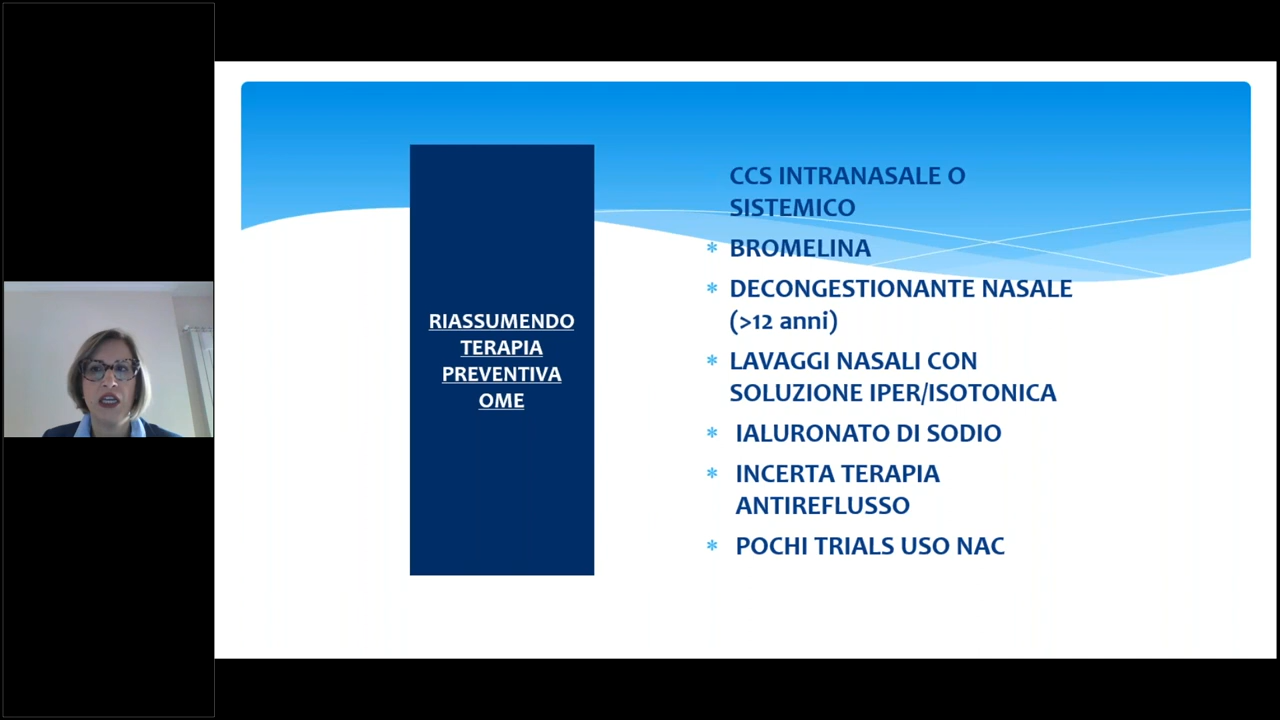 RIASSUMENDO
TERAPIA
PREVENTIVA
OME
CCS INTRANASALE O
SISTEMICO
* BROMELINA
* DECONGESTIONANTE NASALE
(>12 anni)
* LAVAGGI NASALI CON
SOLUZIONE IPER/ISOTONICA
* IALURONATO DI SODIO
* INCERTA TERAPIA
ANTIREFLUSSO
* POCHI TRIALS USO NAC